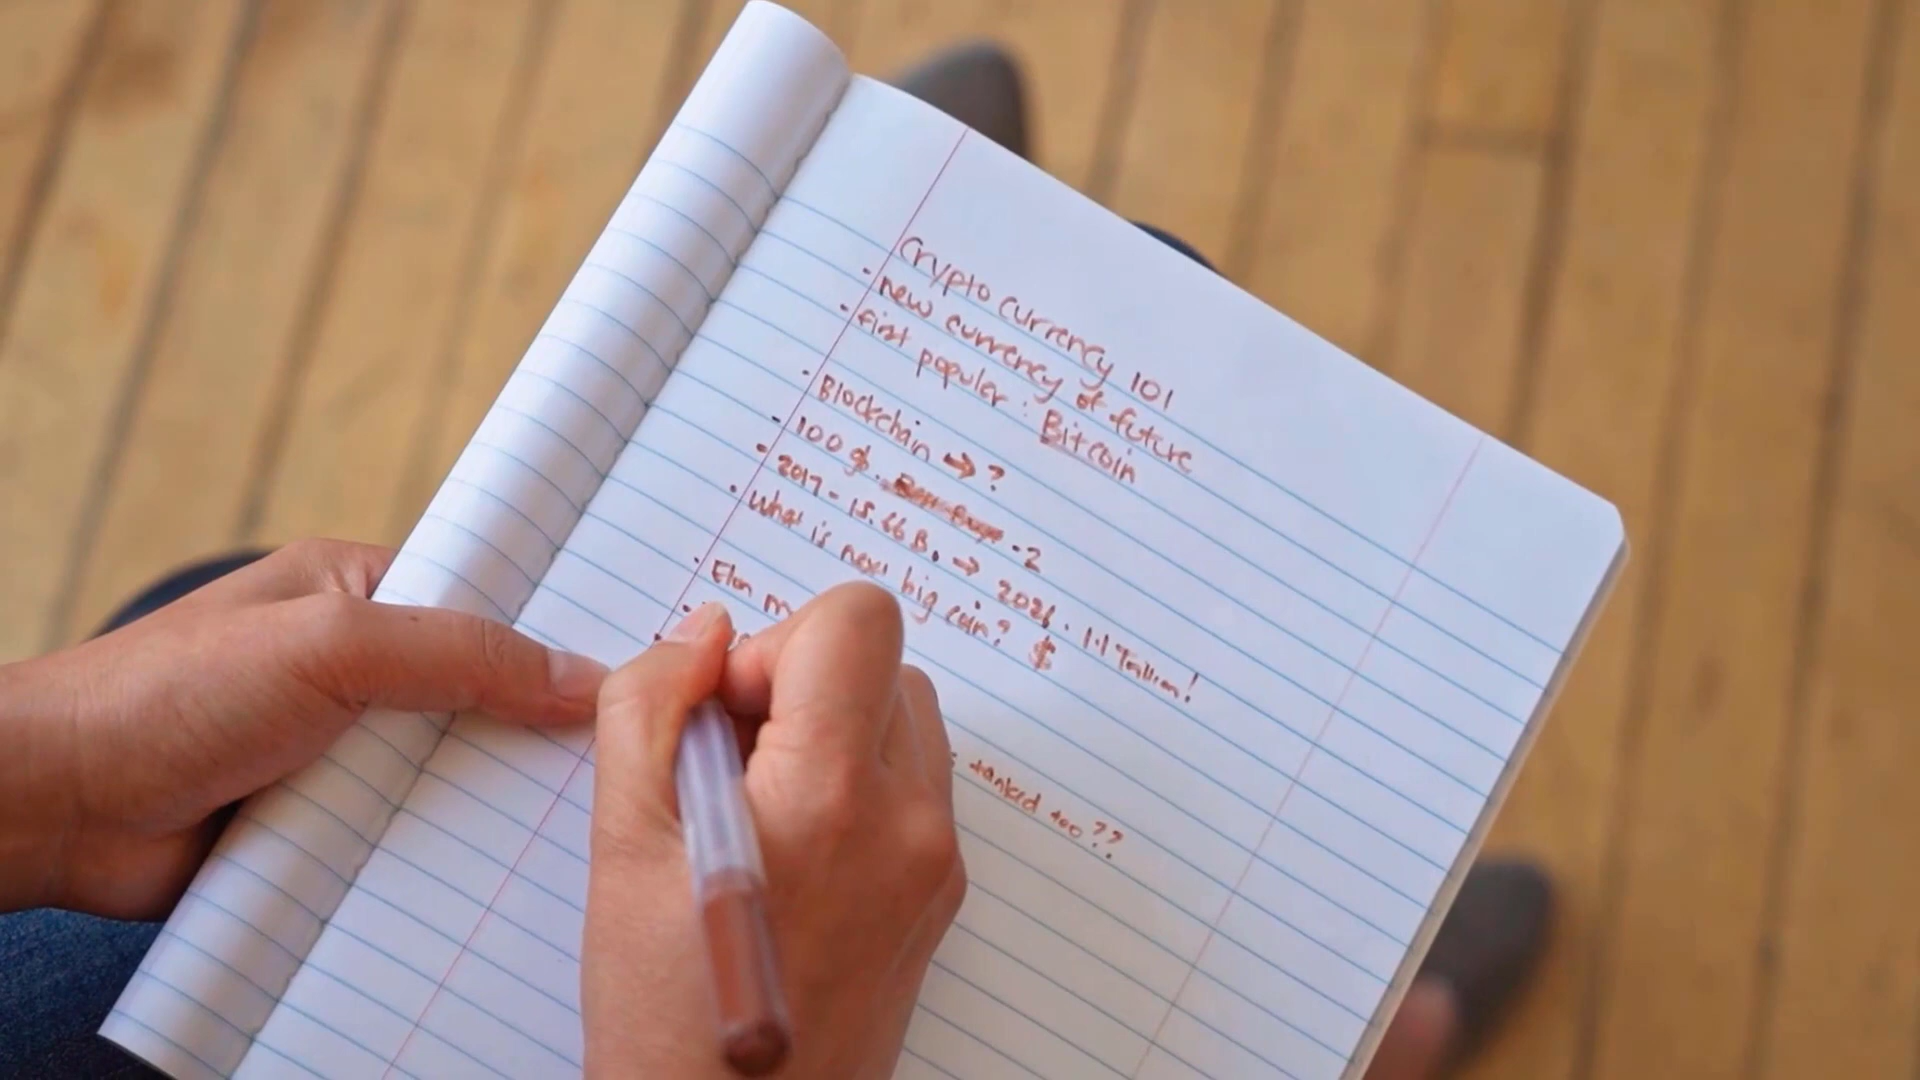 Crypto currency 101
· new currency of future
· first popular : Bitcoin
· Blockchain → ?
- 100 $. - 2
- 2017 - 15.66 B. → 2021. 1.1 Trillion!
· What is next big coin? $
· Elon m
tanked too ??